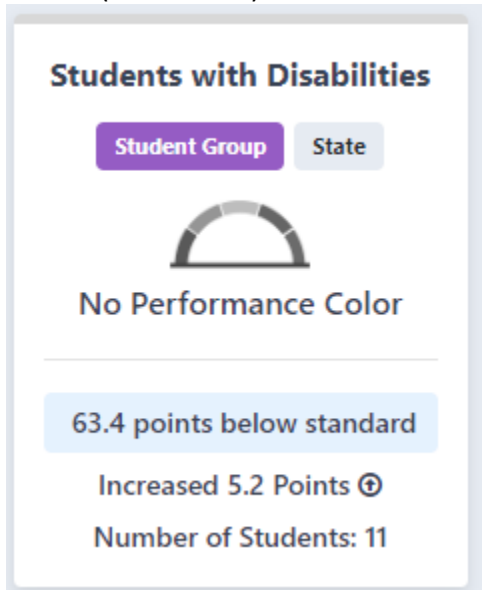 Students with Disabilities
Student Group State
No Performance Color
63.4 points below standard
Increased 5.2 Points
Number of Students: 11